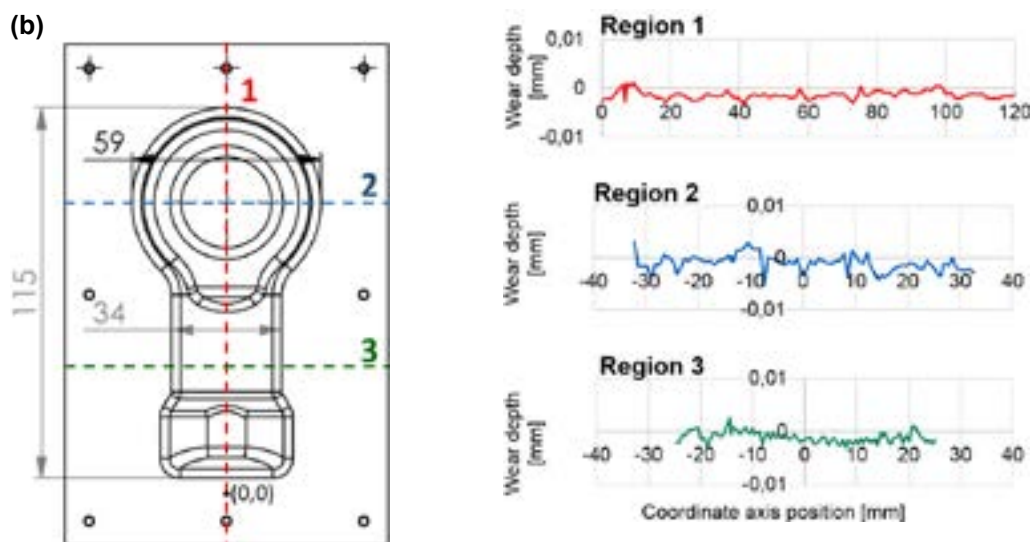 (b)
1
59
2
115
34
3
(0,0)
Region 1
Wear depth
[mm]
0,01
0
-0,01
0 20 40 60 80 100 120
Region 2
Wear depth
[mm]
0,01
0
-0,01
-40 -30 -20 -10 0 10 20 30 40
Region 3
Wear depth
[mm]
0,01
0
-0,01
-40 -30 -20 -10 0 10 20 30 40
Coordinate axis position [mm]